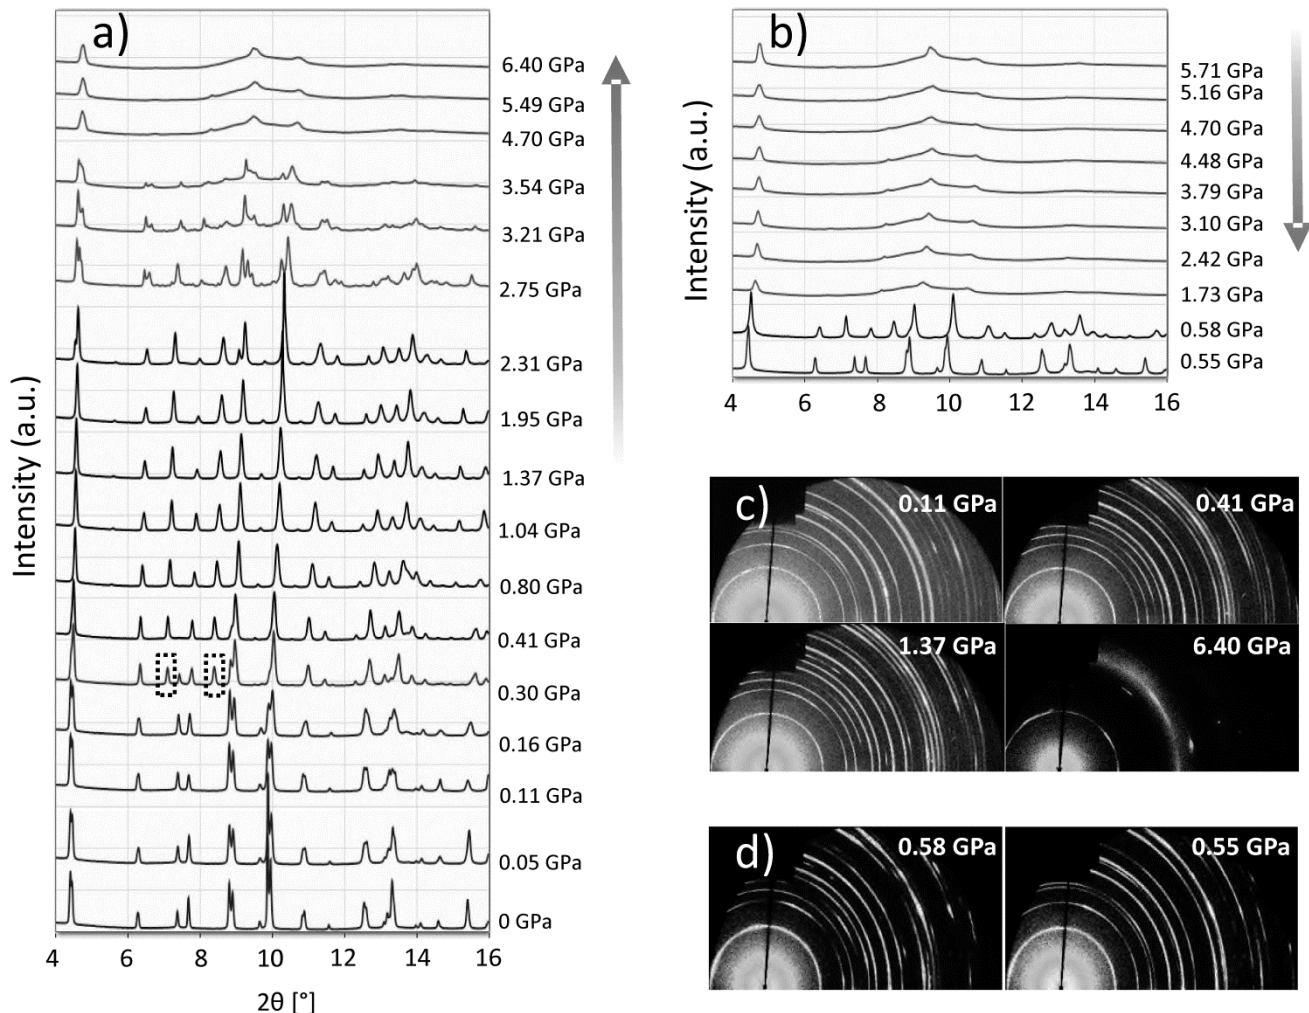 a)
6.40 GPa
5.49 GPa
4.70 GPa
3.54 GPa
3.21 GPa
2.75 GPa
2.31 GPa
1.95 GPa
1.37 GPa
1.04 GPa
0.80 GPa
0.41 GPa
0.30 GPa
0.16 GPa
0.11 GPa
0.05 GPa
0 GPa
Intensity (a.u.)
4 6 8 10 12 14 16
2θ [°]
b)
5.71 GPa
5.16 GPa
4.70 GPa
4.48 GPa
3.79 GPa
3.10 GPa
2.42 GPa
1.73 GPa
0.58 GPa
0.55 GPa
Intensity (a.u.)
4 6 8 10 12 14 16
c)
0.11 GPa
0.41 GPa
1.37 GPa
6.40 GPa
d)
0.58 GPa
0.55 GPa